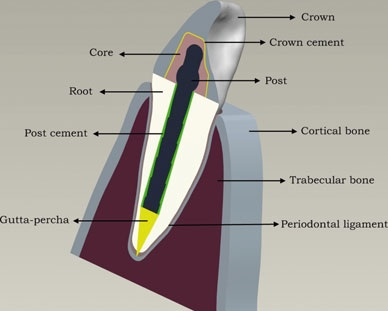 Crown
Crown cement
Core
Post
Root
Post cement
Cortical bone
Trabecular bone
Gutta-percha
Periodontal ligament